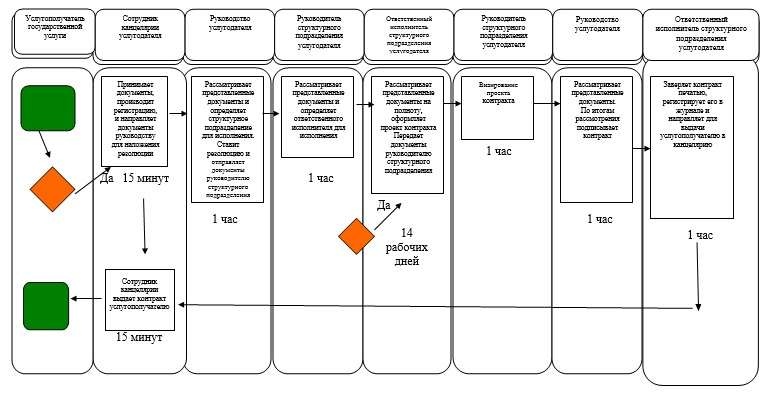 Услугополучатель
государственной
услуги
Сотрудник
канцелярии
услугодателя
Руководство
услугодателя
Руководитель
структурного
подразделения
услугодателя
Ответственный
исполнитель
структурного
подразделения
услугодателя
Руководитель
структурного
подразделения
услугодателя
Руководство
услугодателя
Ответственный
исполнитель структурного
подразделения
услугодателя
Принимает
документы,
производит
регистрацию,
и направляет
документы
руководству
для наложения
резолюции
Да 15 минут
Рассматривает
представленные
документы и
определяет
структурное
подразделение
для исполнения.
Ставит
резолюцию и
отправляет
документы
руководителю
структурного
подразделения
1 час
Рассматривает
представленные
документы и
определяет
ответственного
исполнителя для
исполнения
1 час
Рассматривает
представленные
документы на
полноту,
оформляет
проект контракта
Передает
документы
руководителю
структурного
подразделения
Да
14
рабочих
дней
Визирование
проекта
контракта
1 час
Рассматривает
представленные
документы.
По итогам
рассмотрения
подписывает
контракт
1 час
Заверяет контракт
печатью,
регистрирует его в
журнале и
направляет для
выдачи
услугополучателю в
канцелярию
1 час
Сотрудник
канцелярии
выдает контракт
услугополучателю
15 минут